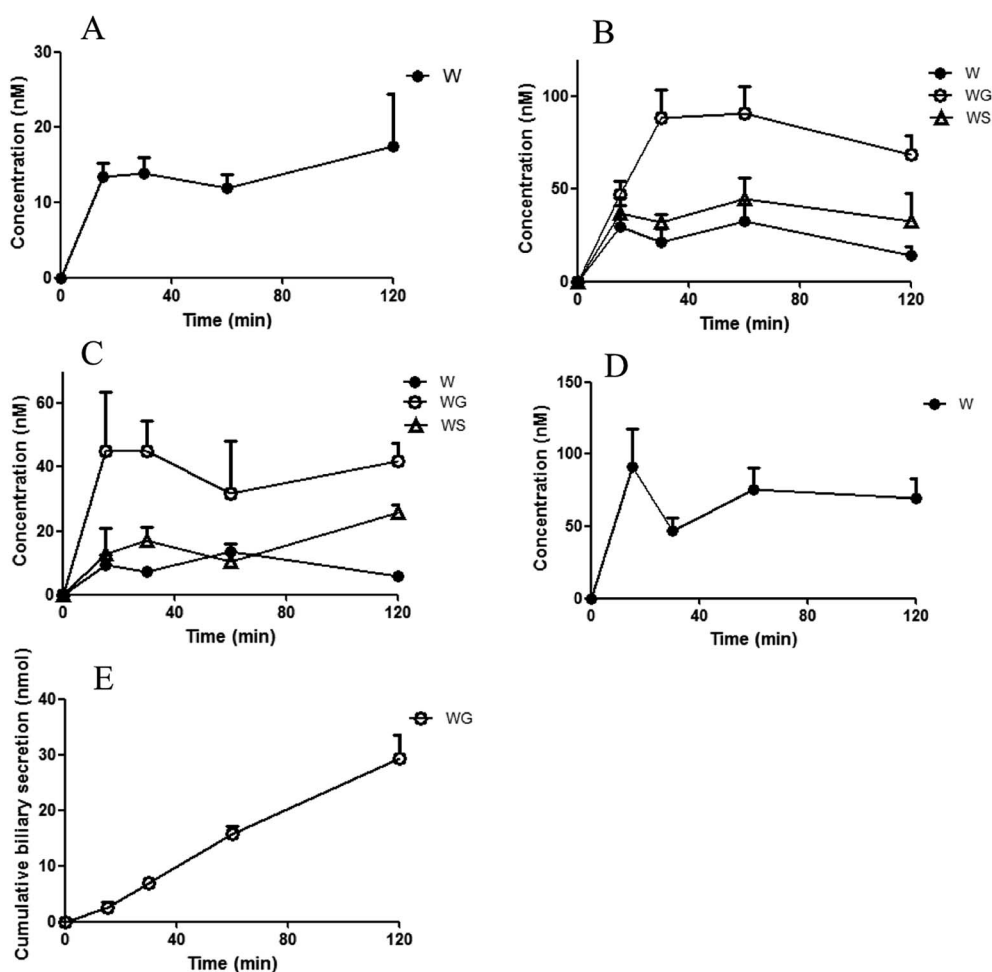 A
Concentration (nM)
30
20
10
0
0 40 80 120
Time (min)
W
B
Concentration (nM)
100
50
0
0 40 80 120
Time (min)
W
WG
WS
C
Concentration (nM)
60
40
20
0
0 40 80 120
Time (min)
W
WG
WS
D
Concentration (nM)
150
100
50
0
0 40 80 120
Time (min)
W
E
Cumulative biliary secretion (nmol)
40
30
20
10
0
0 40 80 120
Time (min)
WG